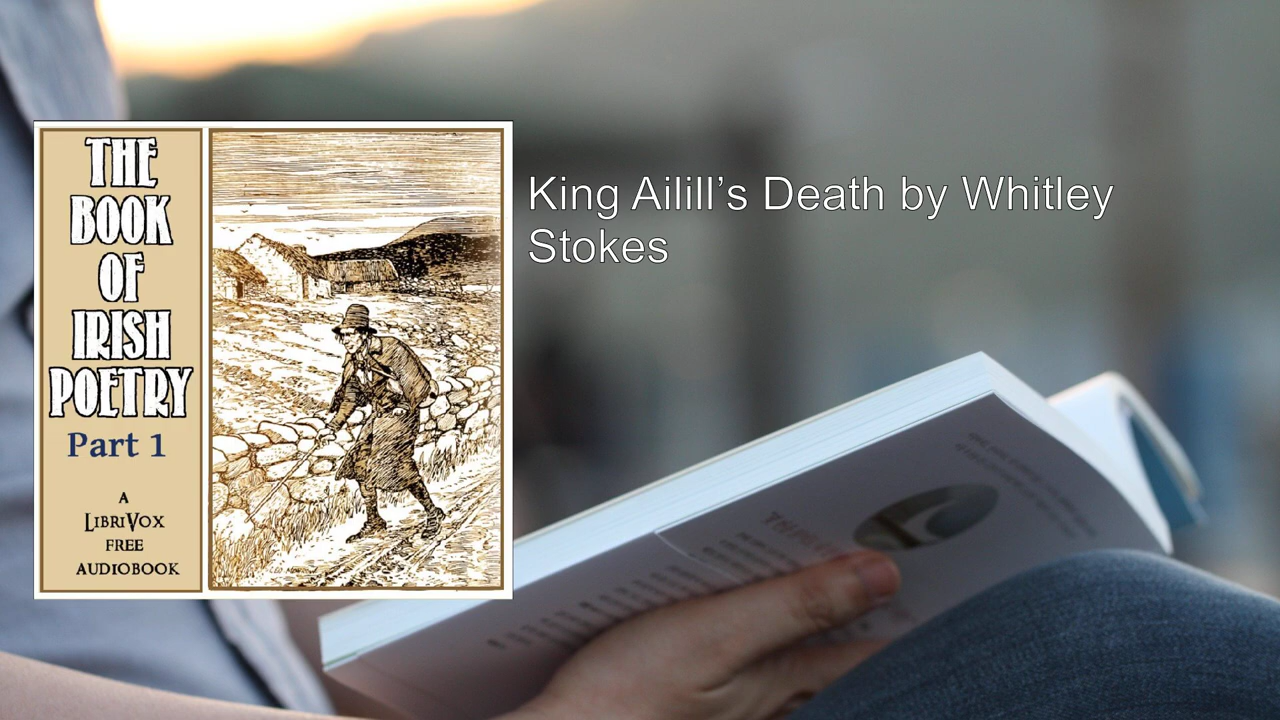 THE
BOOK
OF
IRISH
POETRY
Part 1
A
LIBRIVOX
FREE
AUDIOBOOK
King Ailill’s Death by Whitley
Stokes